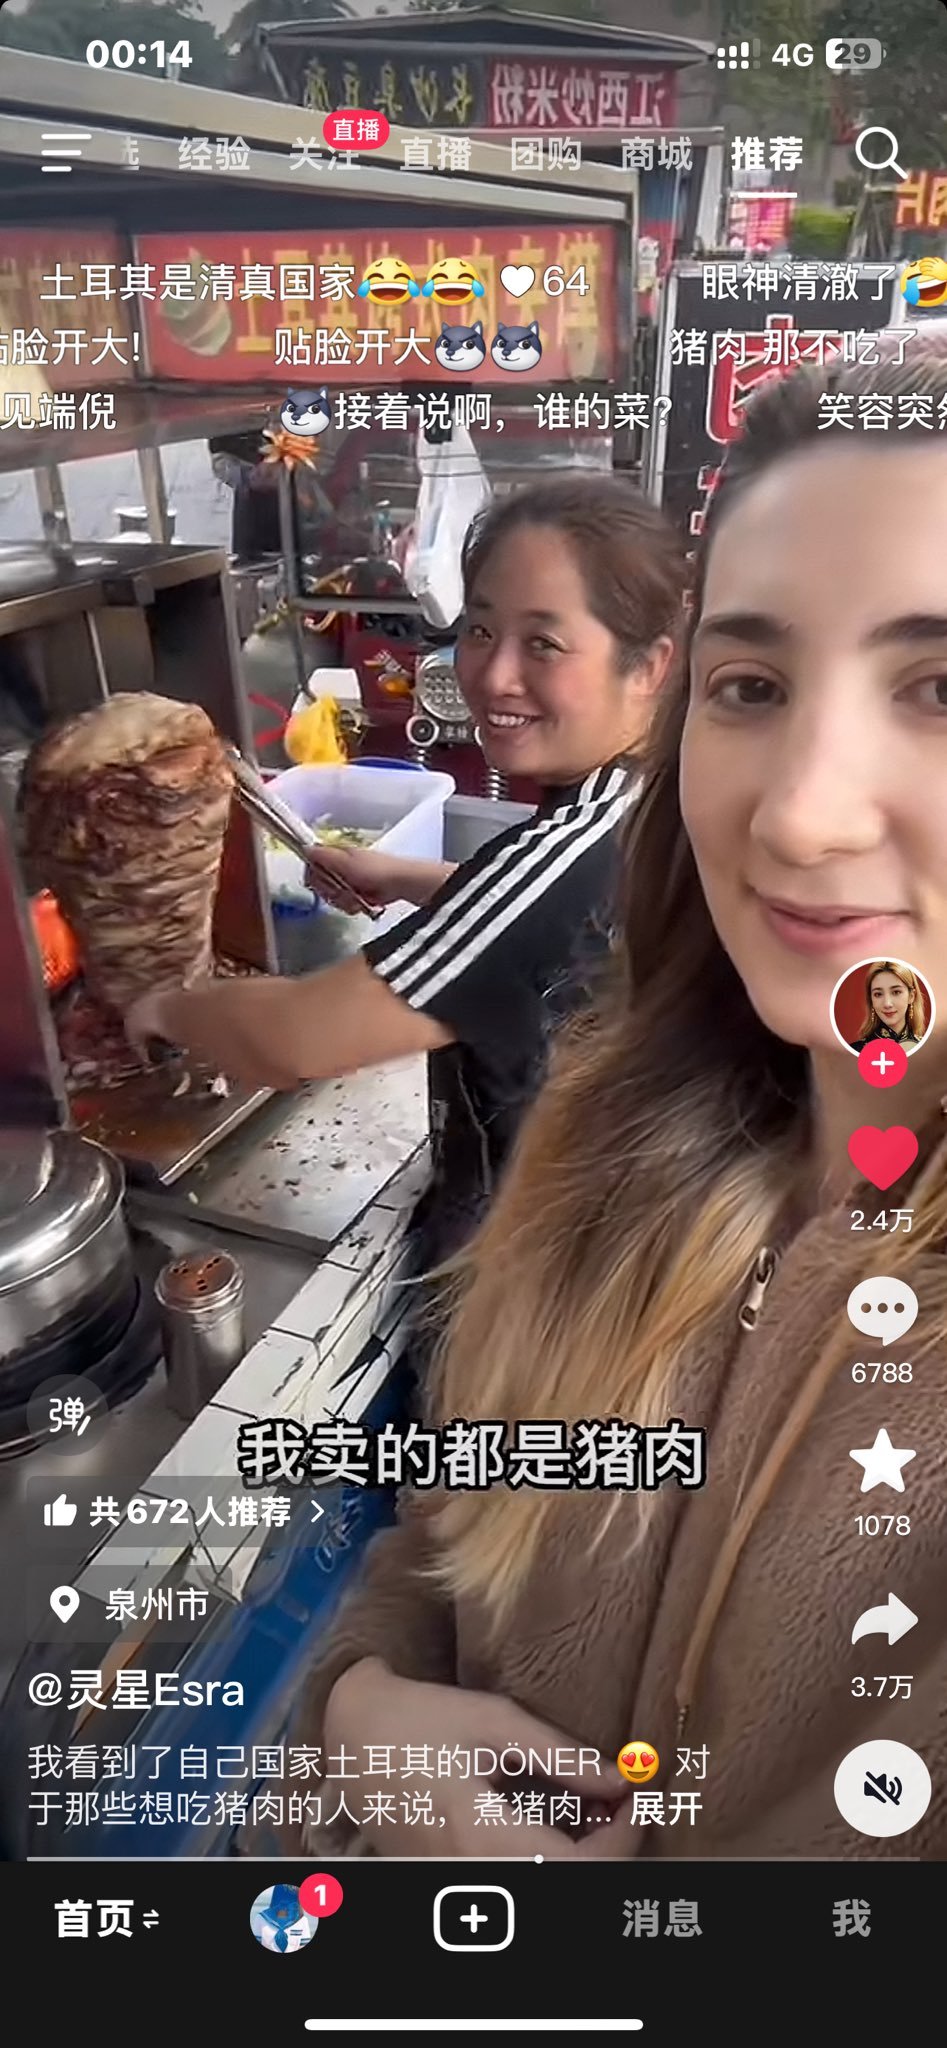 00:14
4G
29
长沙臭豆腐
江西炒米粉
直播
选 经验 关注 直播 团购 商城 推荐
土耳其是清真国家😂😂 64
眼神清澈了
贴脸开大!
贴脸开大
猪肉 那不吃了
见端倪
接着说啊，谁的菜?
笑容突然
2.4万
6788
弹
我卖的都是猪肉
共672人推荐 >
1078
泉州市
3.7万
@灵星Esra
我看到了自己国家土耳其的DÖNER 😍 对
于那些想吃猪肉的人来说，煮猪肉... 展开
首页
1
消息
我